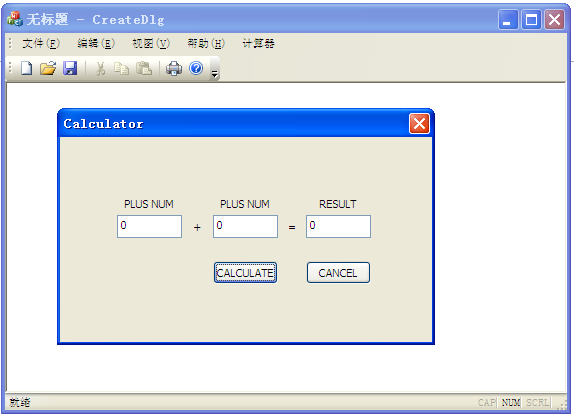 无标题 - CreateDlg
文件(F) 编辑(E) 视图(V) 帮助(H) 计算器
Calculator
PLUS NUM PLUS NUM RESULT
0 + 0 = 0
CALCULATE CANCEL
就绪 CAP NUM SCRL